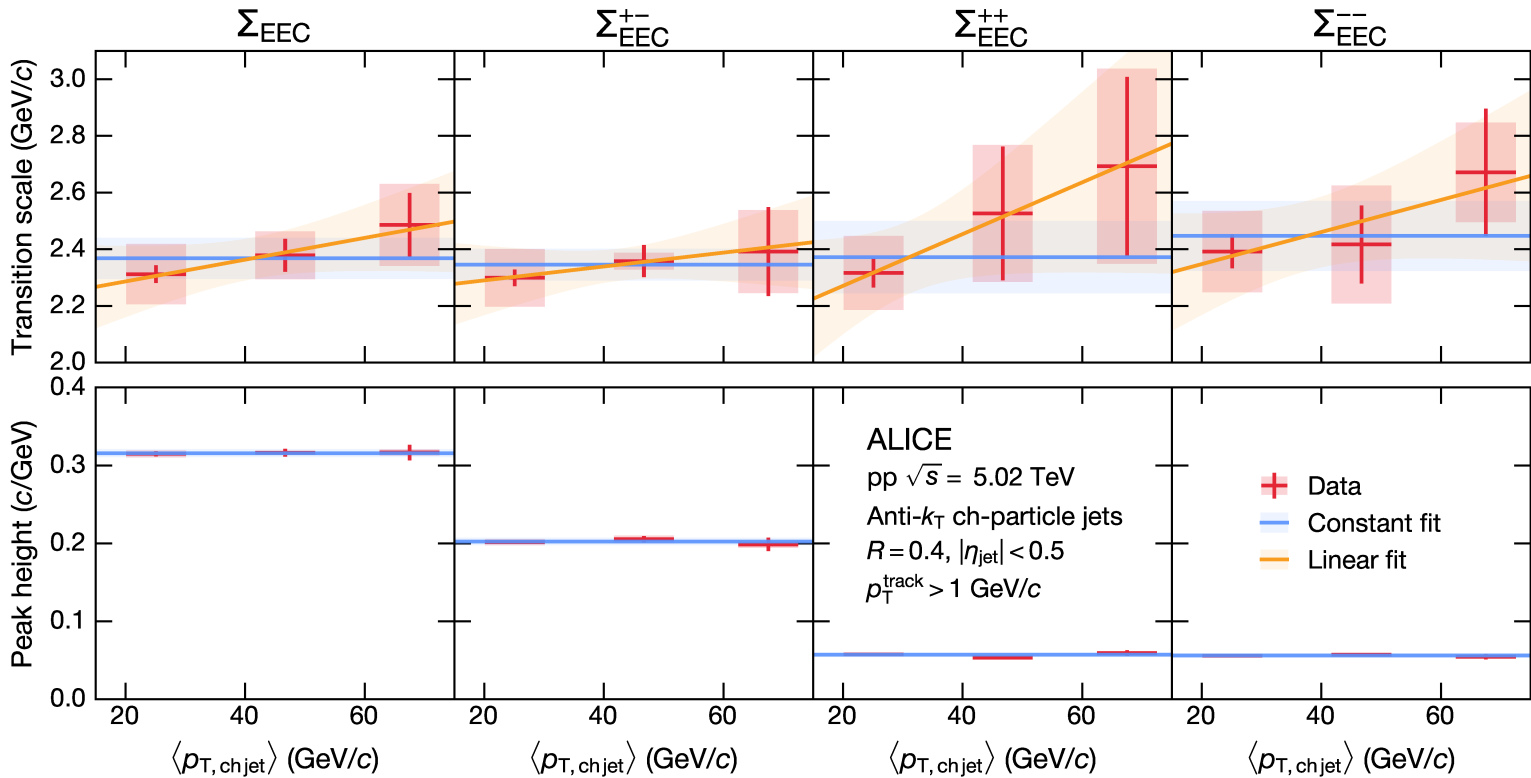 Σ_EEC Σ^+-_EEC Σ^++_EEC Σ^--_EEC
Transition scale (GeV/c)
3.0
2.8
2.6
2.4
2.2
2.0
Peak height (c/GeV)
0.4
0.3
0.2
0.1
0.0
ALICE
pp √s = 5.02 TeV
Anti-k_T ch-particle jets
R = 0.4, |η_jet| < 0.5
p_T^track > 1 GeV/c
Data
Constant fit
Linear fit
20 40 60 20 40 60 20 40 60 20 40 60
⟨p_T, ch jet⟩ (GeV/c) ⟨p_T, ch jet⟩ (GeV/c) ⟨p_T, ch jet⟩ (GeV/c) ⟨p_T, ch jet⟩ (GeV/c)